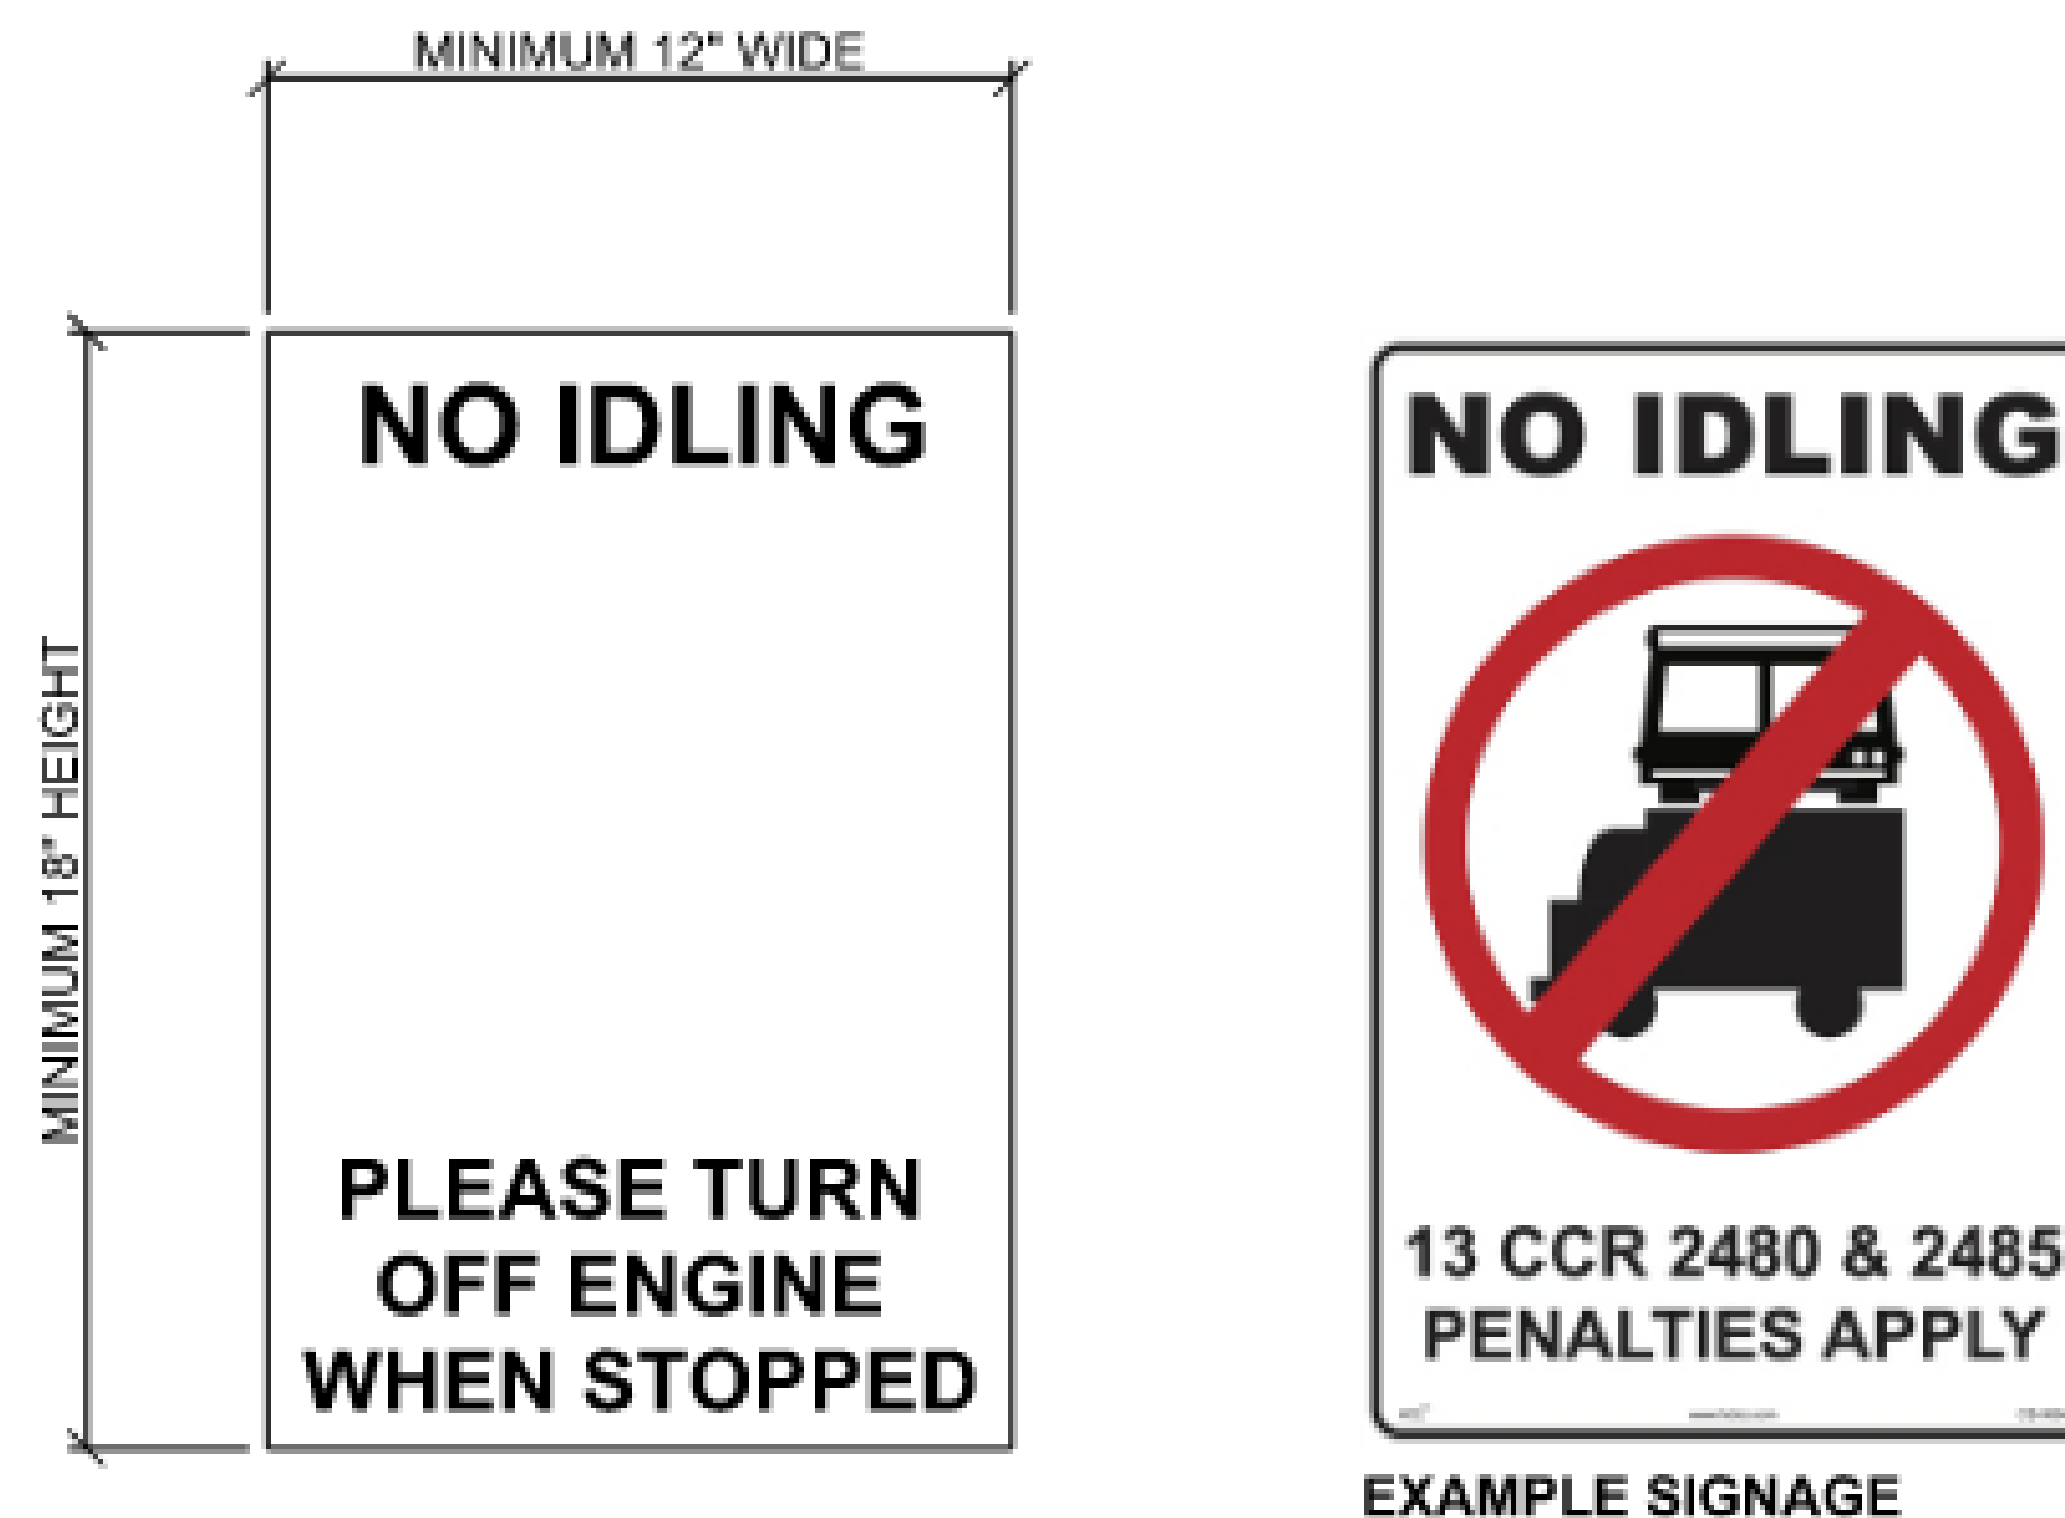 MINIMUM 12" WIDE
MINIMUM 18" HEIGHT
NO IDLING
PLEASE TURN
OFF ENGINE
WHEN STOPPED
NO IDLING
13 CCR 2480 & 2485
PENALTIES APPLY
EXAMPLE SIGNAGE